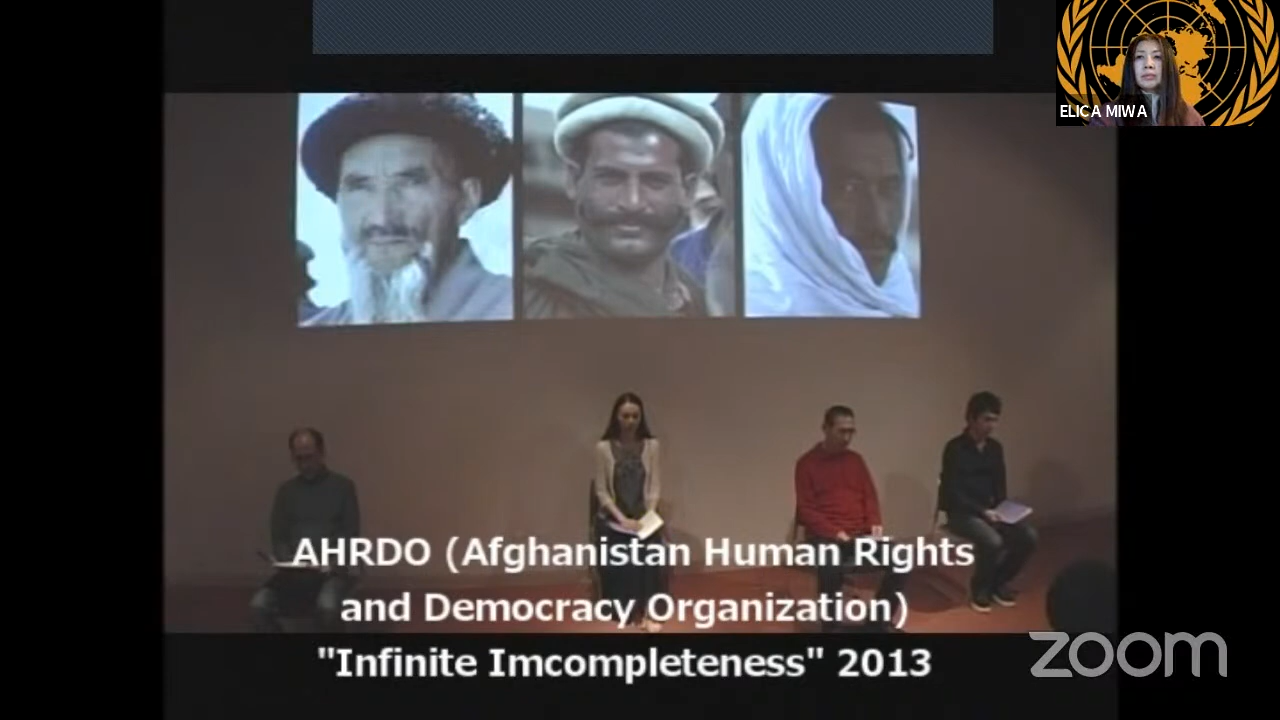 ELICA MIWA
AHRDO (Afghanistan Human Rights
and Democracy Organization)
"Infinite Imcompleteness" 2013
zoom